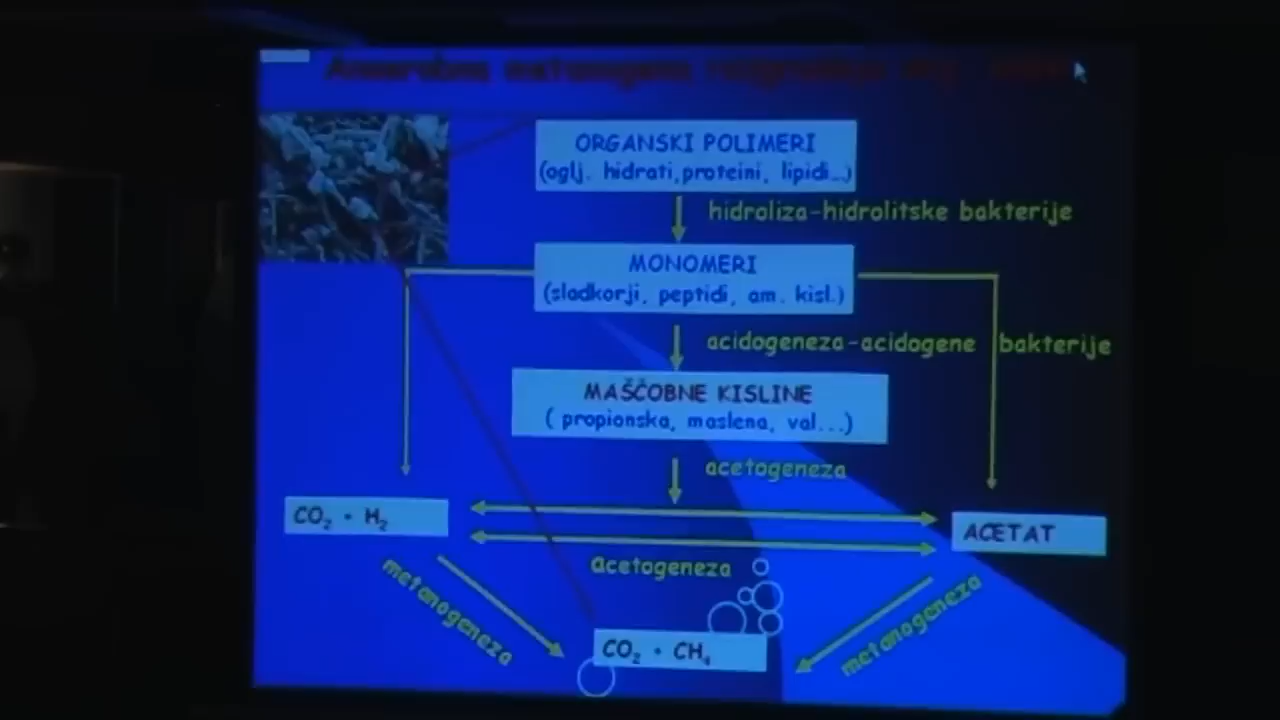 ORGANSKI POLIMERI
(oglj. hidrati, proteini, lipidi...)
hidroliza-hidrolitske bakterije
MONOMERI
(sladkorji, peptidi, am. kisl.)
acidogeneza-acidogene bakterije
MAŠČOBNE KISLINE
( propionska, maslena, val...)
acetogeneza
CO₂ + H₂
ACETAT
acetogeneza
metanogeneza
metanogeneza
CO₂ + CH₄